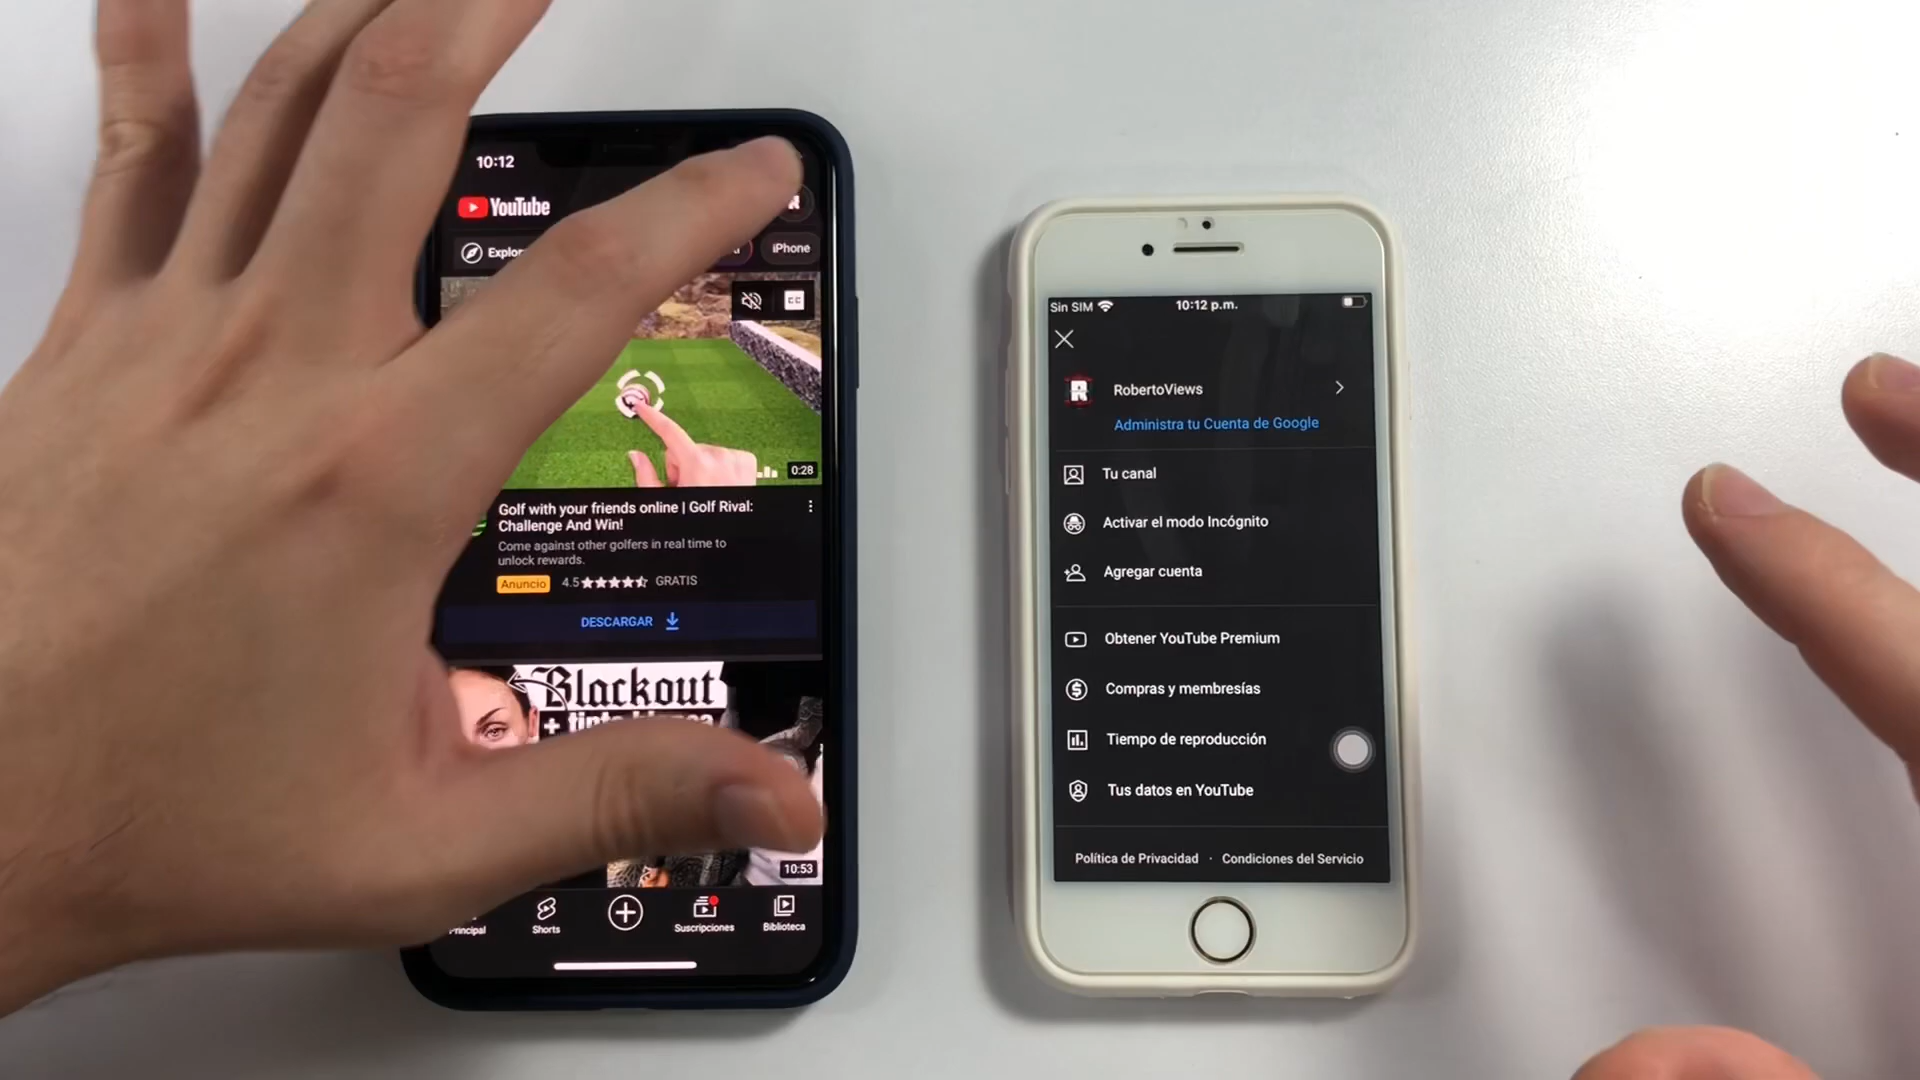 10:12
YouTube
iPhone
CC
0:28
Golf with your friends online | Golf Rival:
Challenge And Win!
Come against other golfers in real time to
unlock rewards.
Anuncio 4.5 GRATIS
DESCARGAR
Blackout
10:53
Shorts
Suscripciones
Biblioteca
Sin SIM
10:12 p.m.
R
RobertoViews
Administra tu Cuenta de Google
Tu canal
Activar el modo Incógnito
Agregar cuenta
Obtener YouTube Premium
Compras y membresías
Tiempo de reproducción
Tus datos en YouTube
Política de Privacidad · Condiciones del Servicio